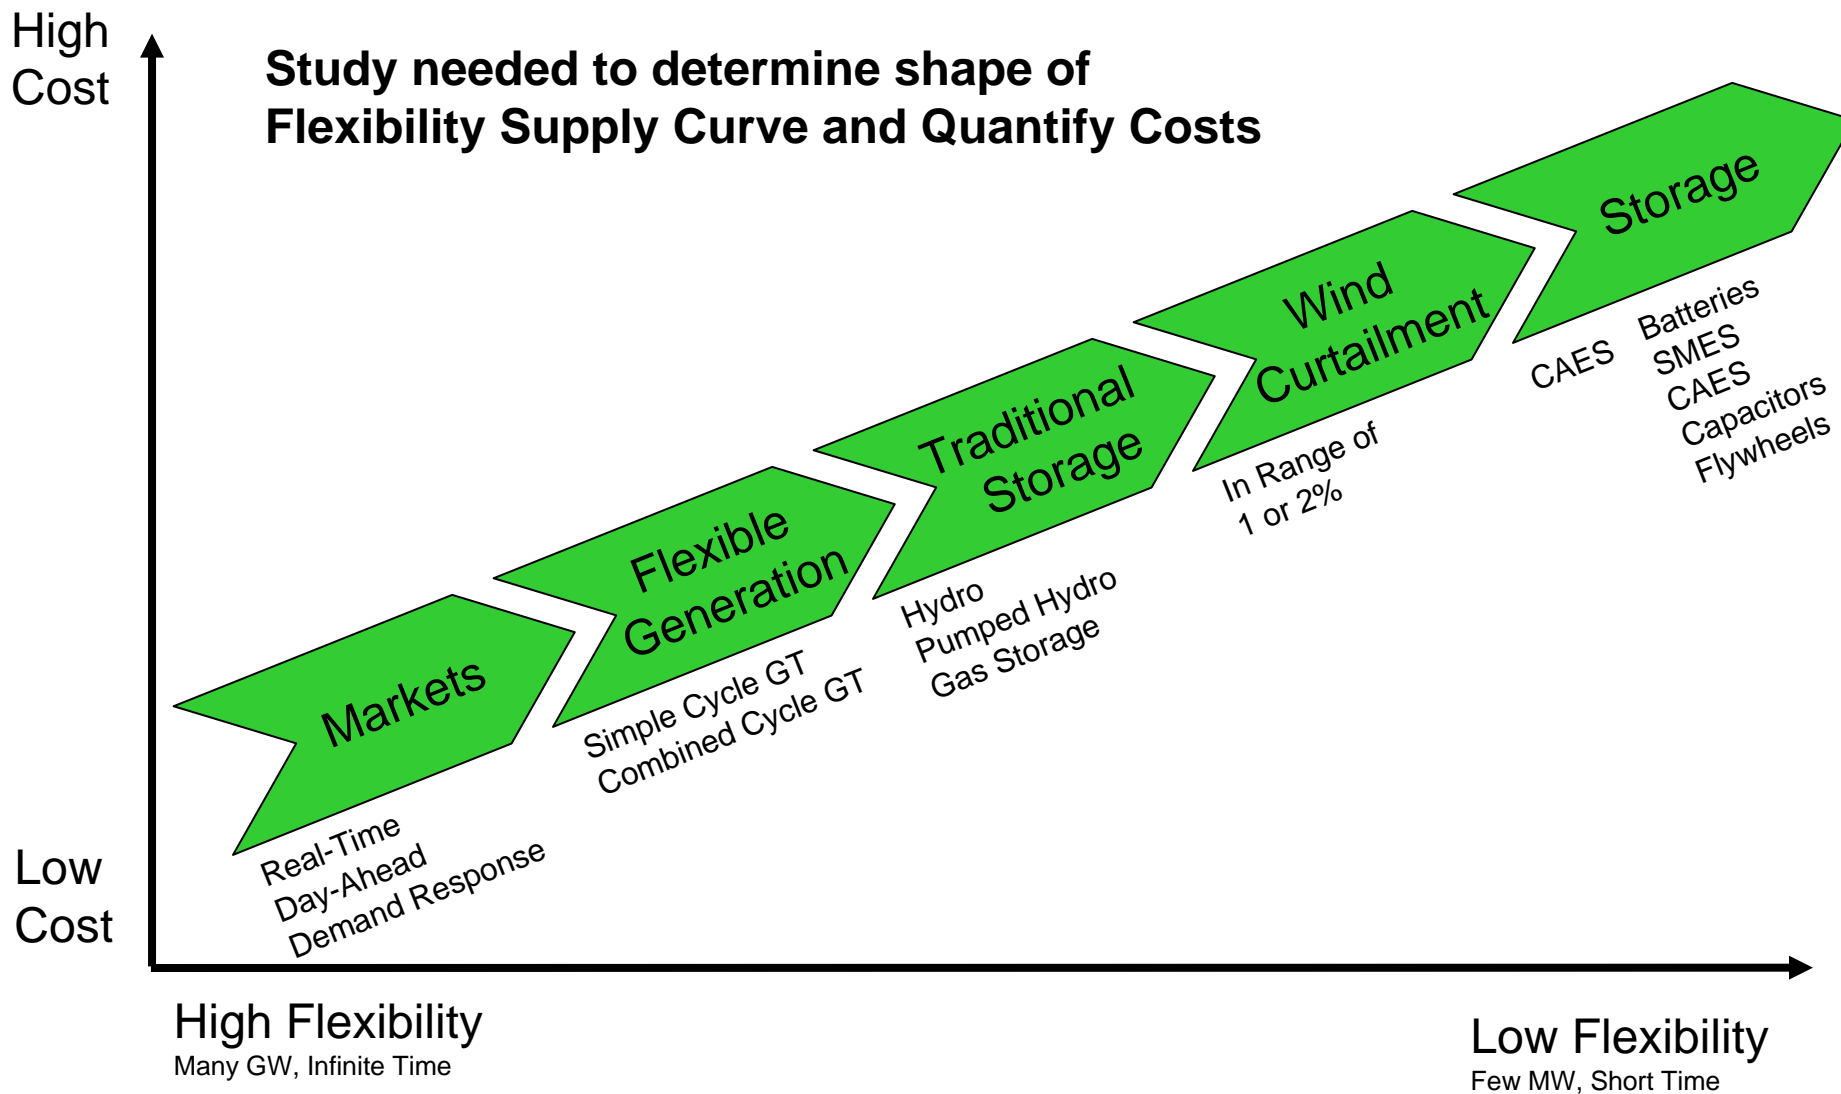 High
Cost
Study needed to determine shape of
Flexibility Supply Curve and Quantify Costs
Storage
Batteries
SMES
CAES
Capacitors
Flywheels
CAES
Wind
Curtailment
In Range of
1 or 2%
Traditional
Storage
Hydro
Pumped Hydro
Gas Storage
Flexible
Generation
Simple Cycle GT
Combined Cycle GT
Markets
Real-Time
Day-Ahead
Demand Response
Low
Cost
High Flexibility
Many GW, Infinite Time
Low Flexibility
Few MW, Short Time